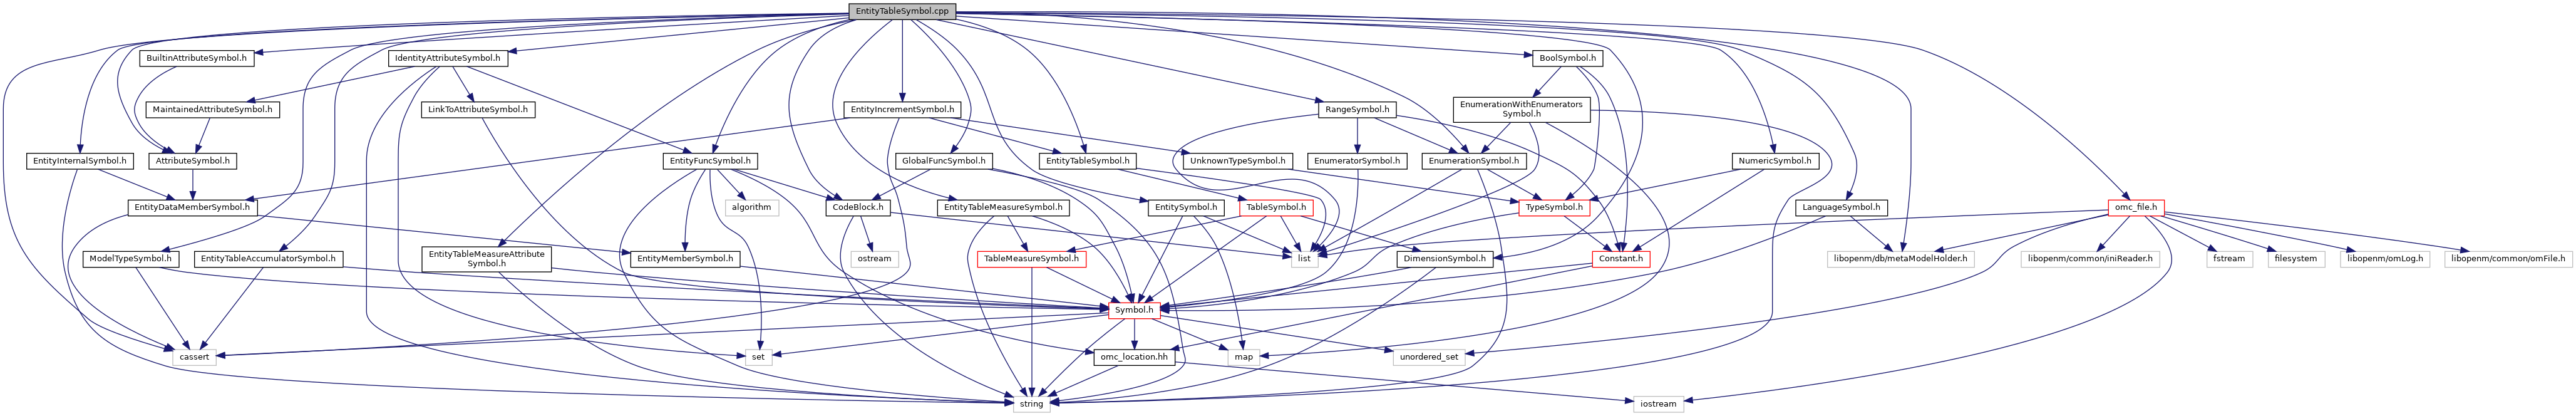 EntityTableSymbol.cpp
BuiltinAttributeSymbol.h
IdentityAttributeSymbol.h
BoolSymbol.h
MaintainedAttributeSymbol.h
LinkToAttributeSymbol.h
EntityIncrementSymbol.h
RangeSymbol.h
EnumerationWithEnumerators
Symbol.h
EntityInternalSymbol.h
AttributeSymbol.h
EntityFuncSymbol.h
GlobalFuncSymbol.h
EntityTableSymbol.h
UnknownTypeSymbol.h
EnumeratorSymbol.h
EnumerationSymbol.h
NumericSymbol.h
EntityDataMemberSymbol.h
algorithm
CodeBlock.h
EntityTableMeasureSymbol.h
EntitySymbol.h
TableSymbol.h
TypeSymbol.h
LanguageSymbol.h
omc_file.h
ModelTypeSymbol.h
EntityTableAccumulatorSymbol.h
EntityTableMeasureAttribute
Symbol.h
EntityMemberSymbol.h
ostream
TableMeasureSymbol.h
list
DimensionSymbol.h
Constant.h
libopenm/db/metaModelHolder.h
libopenm/common/iniReader.h
fstream
filesystem
libopenm/omLog.h
libopenm/common/omFile.h
Symbol.h
cassert
set
omc_location.hh
map
unordered_set
string
iostream